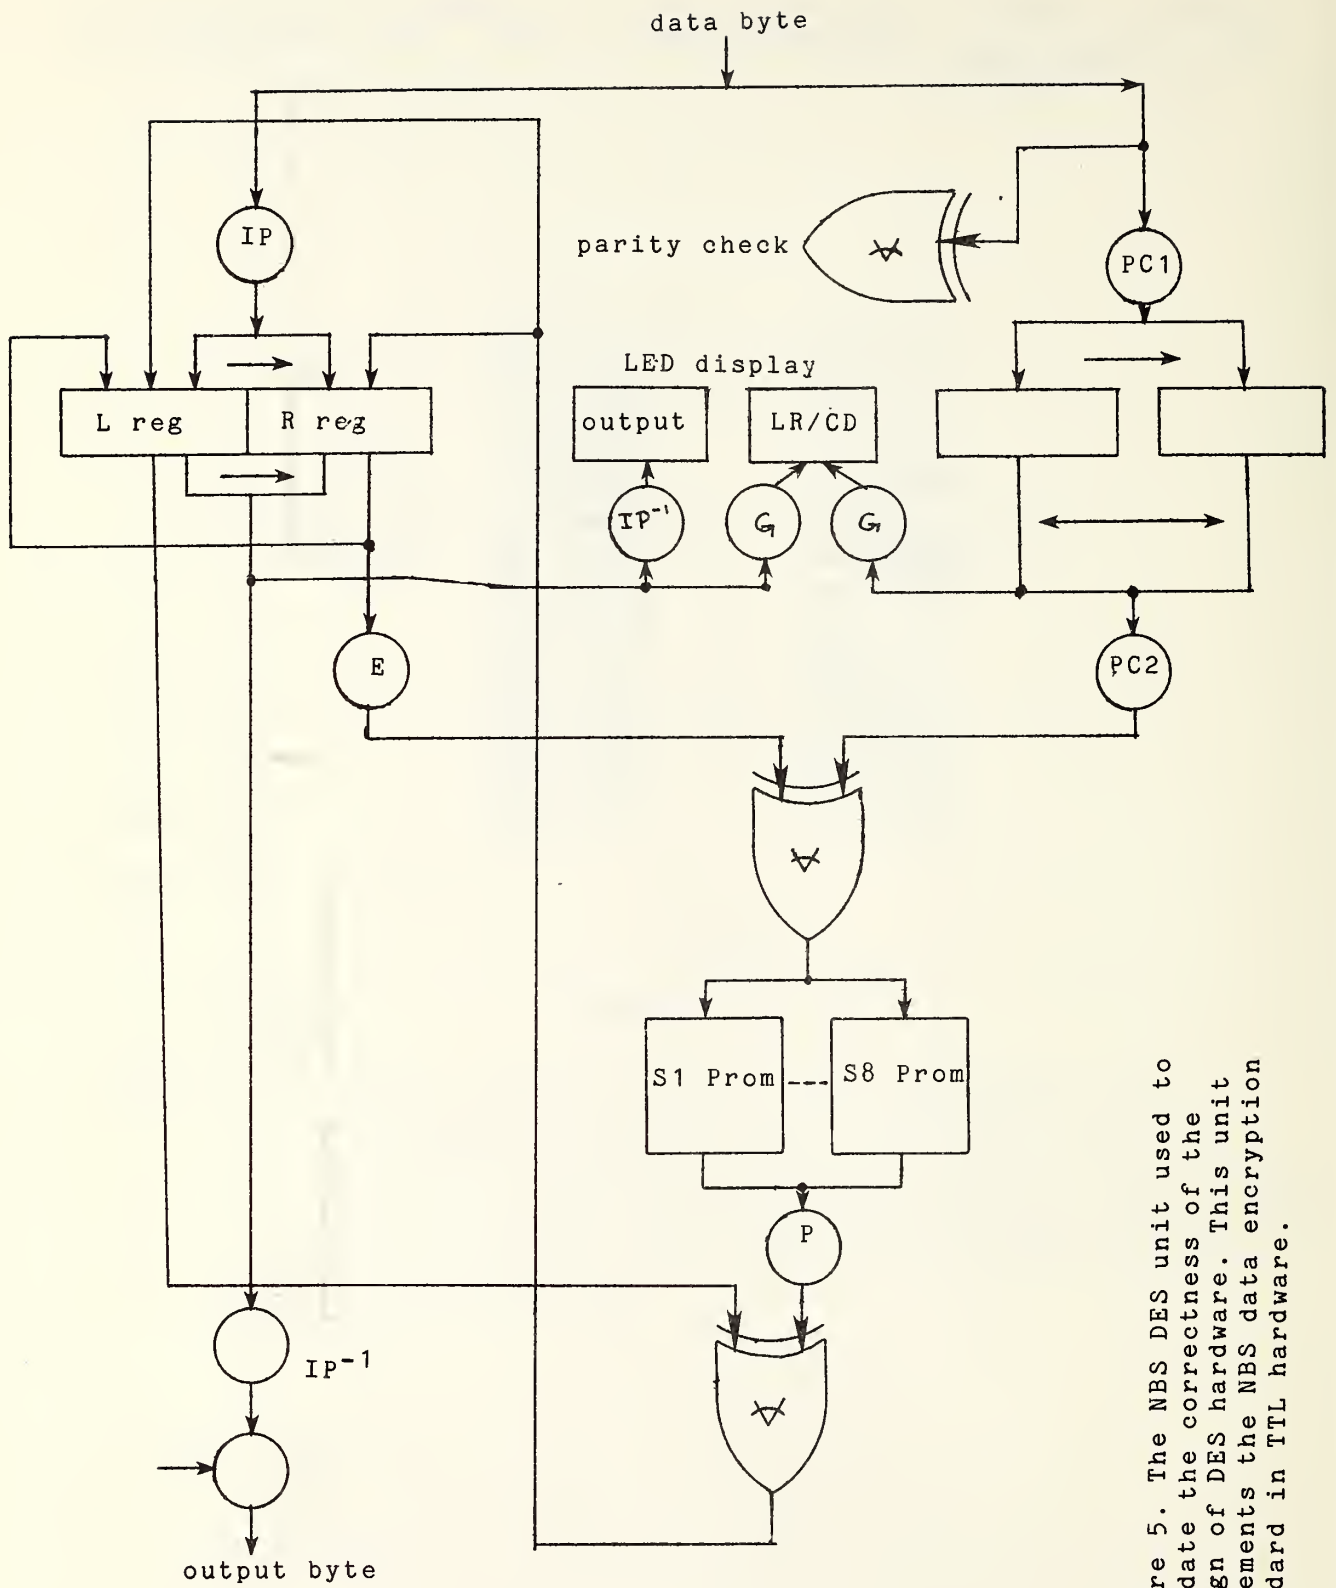 data byte
IP
parity check
PC1
LED display
L reg
R reg
output
LR/CD
IP⁻¹
G
G
E
PC2
S1 Prom
----
S8 Prom
P
IP⁻¹
output byte
re 5. The NBS DES unit used to
date the correctness of the
gn of DES hardware. This unit
ements the NBS data encryption
dard in TTL hardware.